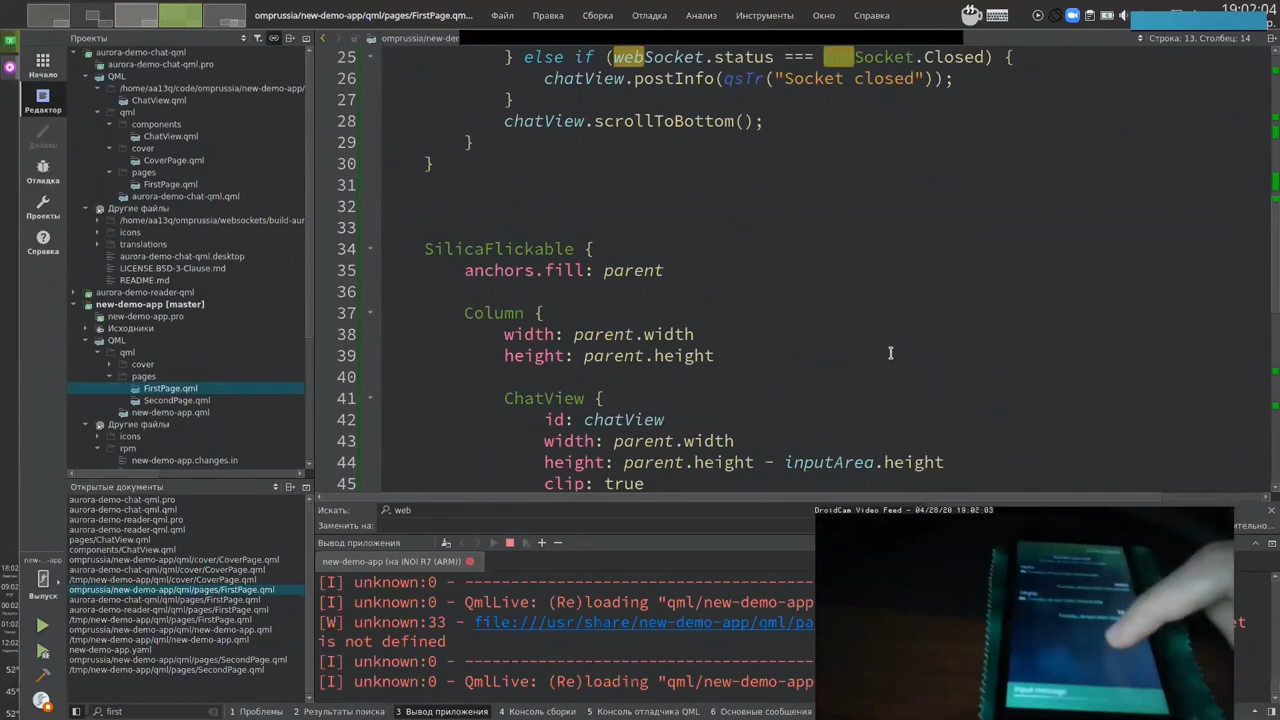 omprussia/new-demo-app/qml/pages/FirstPage.qm...
Файл
Правка
Сборка
Отладка
Анализ
Инструменты
Окно
Справка
19:02:04
Проекты
omprussia/new-den
Строка: 13, Столбец: 14
Начало
Редактор
Дизайн
Отладка
Проекты
Справка
aurora-demo-chat-qml
aurora-demo-chat-qml.pro
QML
/home/aa13q/code/omprussia/new-demo-app/
ChatView.qml
qml
components
ChatView.qml
cover
CoverPage.qml
pages
FirstPage.qml
aurora-demo-chat-qml.qml
Другие файлы
/home/aa13q/omprussia/websockets/build-aur
icons
translations
aurora-demo-chat-qml.desktop
LICENSE.BSD-3-Clause.md
README.md
aurora-demo-reader-qml
new-demo-app [master]
new-demo-app.pro
Исходники
QML
qml
cover
pages
FirstPage.qml
SecondPage.qml
new-demo-app.qml
Другие файлы
icons
rpm
new-demo-app.changes.in
25 } else if (webSocket.status === Socket.Closed) {
26 chatView.postInfo(qsTr("Socket closed"));
27 }
28 chatView.scrollToBottom();
29 }
30 }
31
32
33
34 SilicaFlickable {
35 anchors.fill: parent
36
37 Column {
38 width: parent.width
39 height: parent.height
40
41 ChatView {
42 id: chatView
43 width: parent.width
44 height: parent.height - inputArea.height
45 clip: true
Открытые документы
aurora-demo-chat-qml.pro
aurora-demo-chat-qml.qml
aurora-demo-reader-qml.pro
aurora-demo-reader-qml.qml
pages/ChatView.qml
components/ChatView.qml
omprussia/new-demo-app/qml/cover/CoverPage.qml
aurora-demo-chat-qml/qml/cover/CoverPage.qml
/tmp/new-demo-app/qml/cover/CoverPage.qml
omprussia/new-demo-app/qml/pages/FirstPage.qml
aurora-demo-chat-qml/qml/pages/FirstPage.qml
aurora-demo-reader-qml/qml/pages/FirstPage.qml
/tmp/new-demo-app/qml/pages/FirstPage.qml
omprussia/new-demo-app/qml/new-demo-app.qml
/tmp/new-demo-app/qml/new-demo-app.qml
new-demo-app.yaml
omprussia/new-demo-app/qml/pages/SecondPage.qml
/tmp/new-demo-app/qml/pages/SecondPage.qml
new-...-app
Выпуск
Искать:
web
Заменить на:
DroidCam Video Feed - 04/28/20 19:02:03
Вывод приложения
new-demo-app (на INOI R7 (ARM))
[I] unknown:0 - ------------------------------
[I] unknown:0 - QmlLive: (Re)loading "qml/new-demo-app
[W] unknown:33 - file:///usr/share/new-demo-app/qml/pa
is not defined
[I] unknown:0 - ------------------------------
[I] unknown:0 - QmlLive: (Re)loading "qml/new-demo-app
Input message
first
1 Проблемы
2 Результаты поиска
3 Вывод приложения
4 Консоль сборки
5 Консоль отладчика QML
6 Основные сообщения